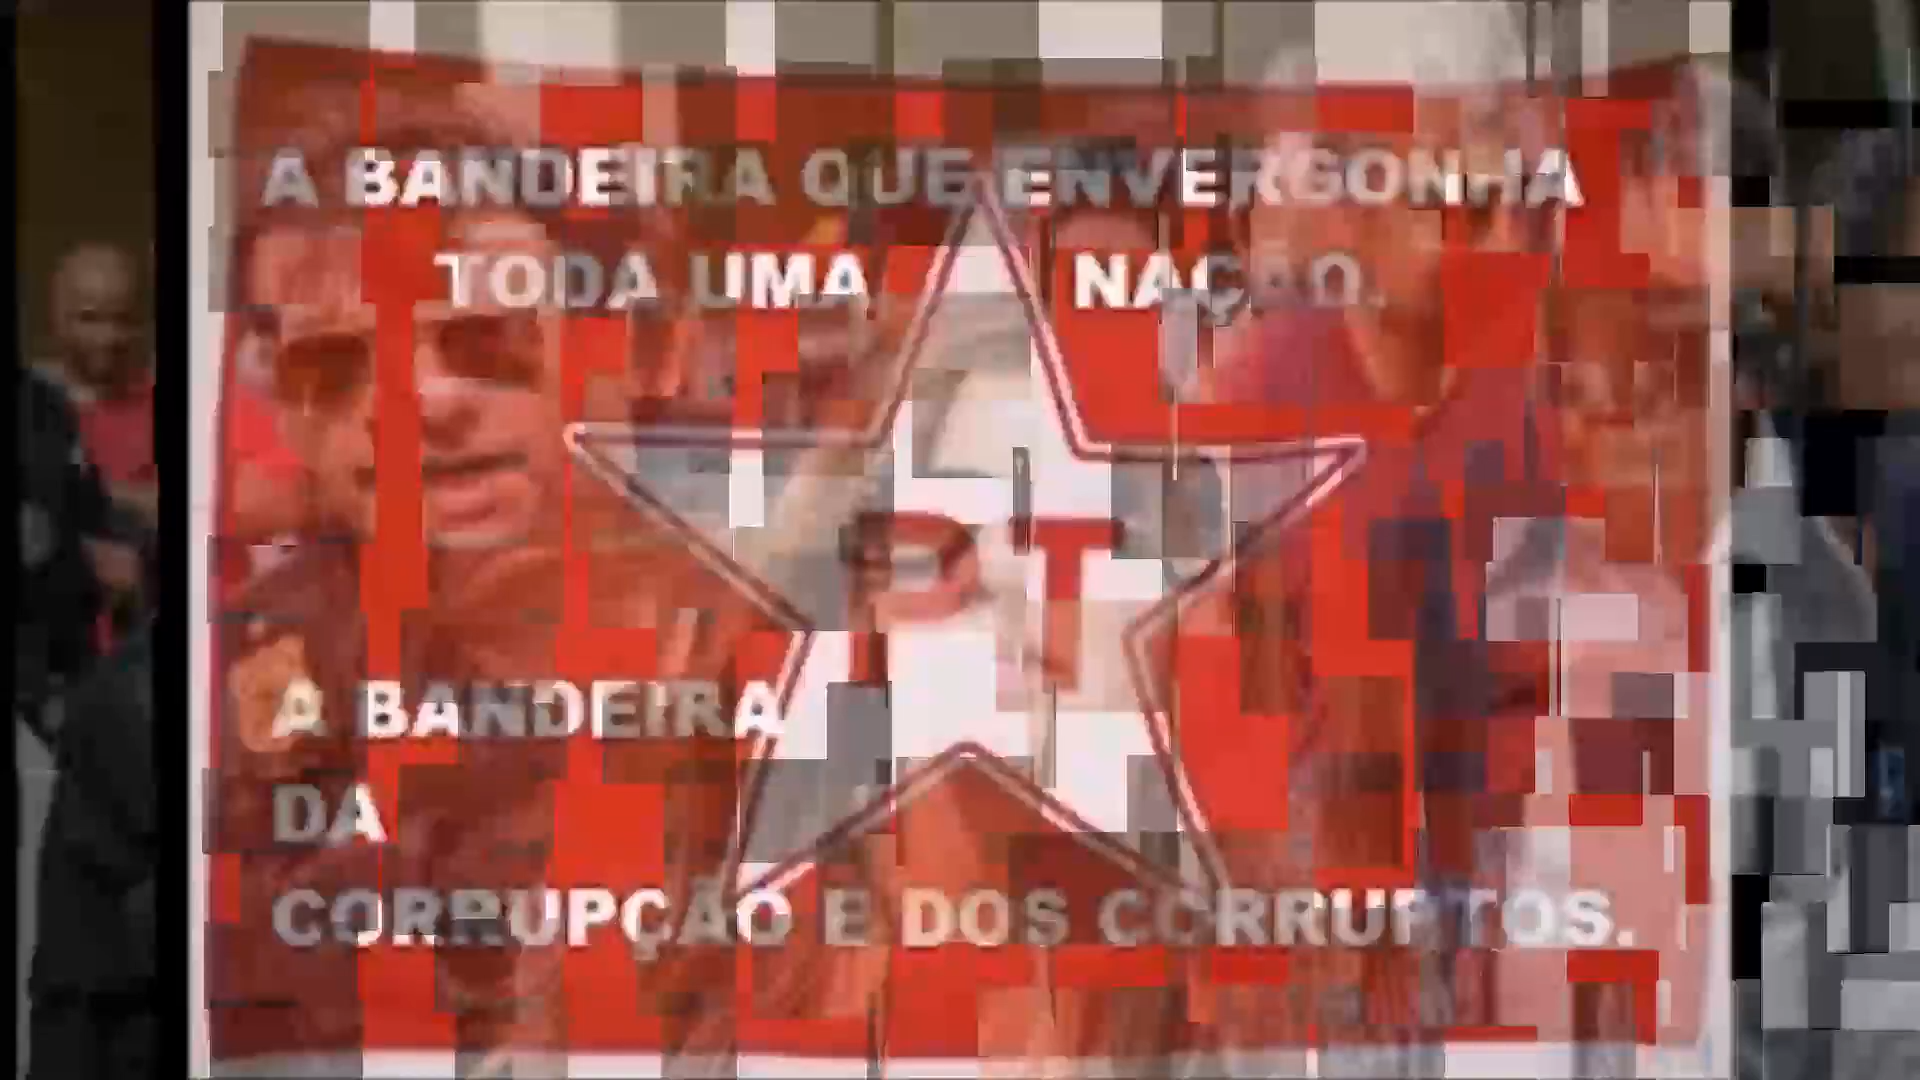 A BANDEIRA QUE ENVERGONHA
TODA UMA NAÇÃO.
PT
A BANDEIRA
DA
CORRUPÇÃO E DOS CORRUPTOS.